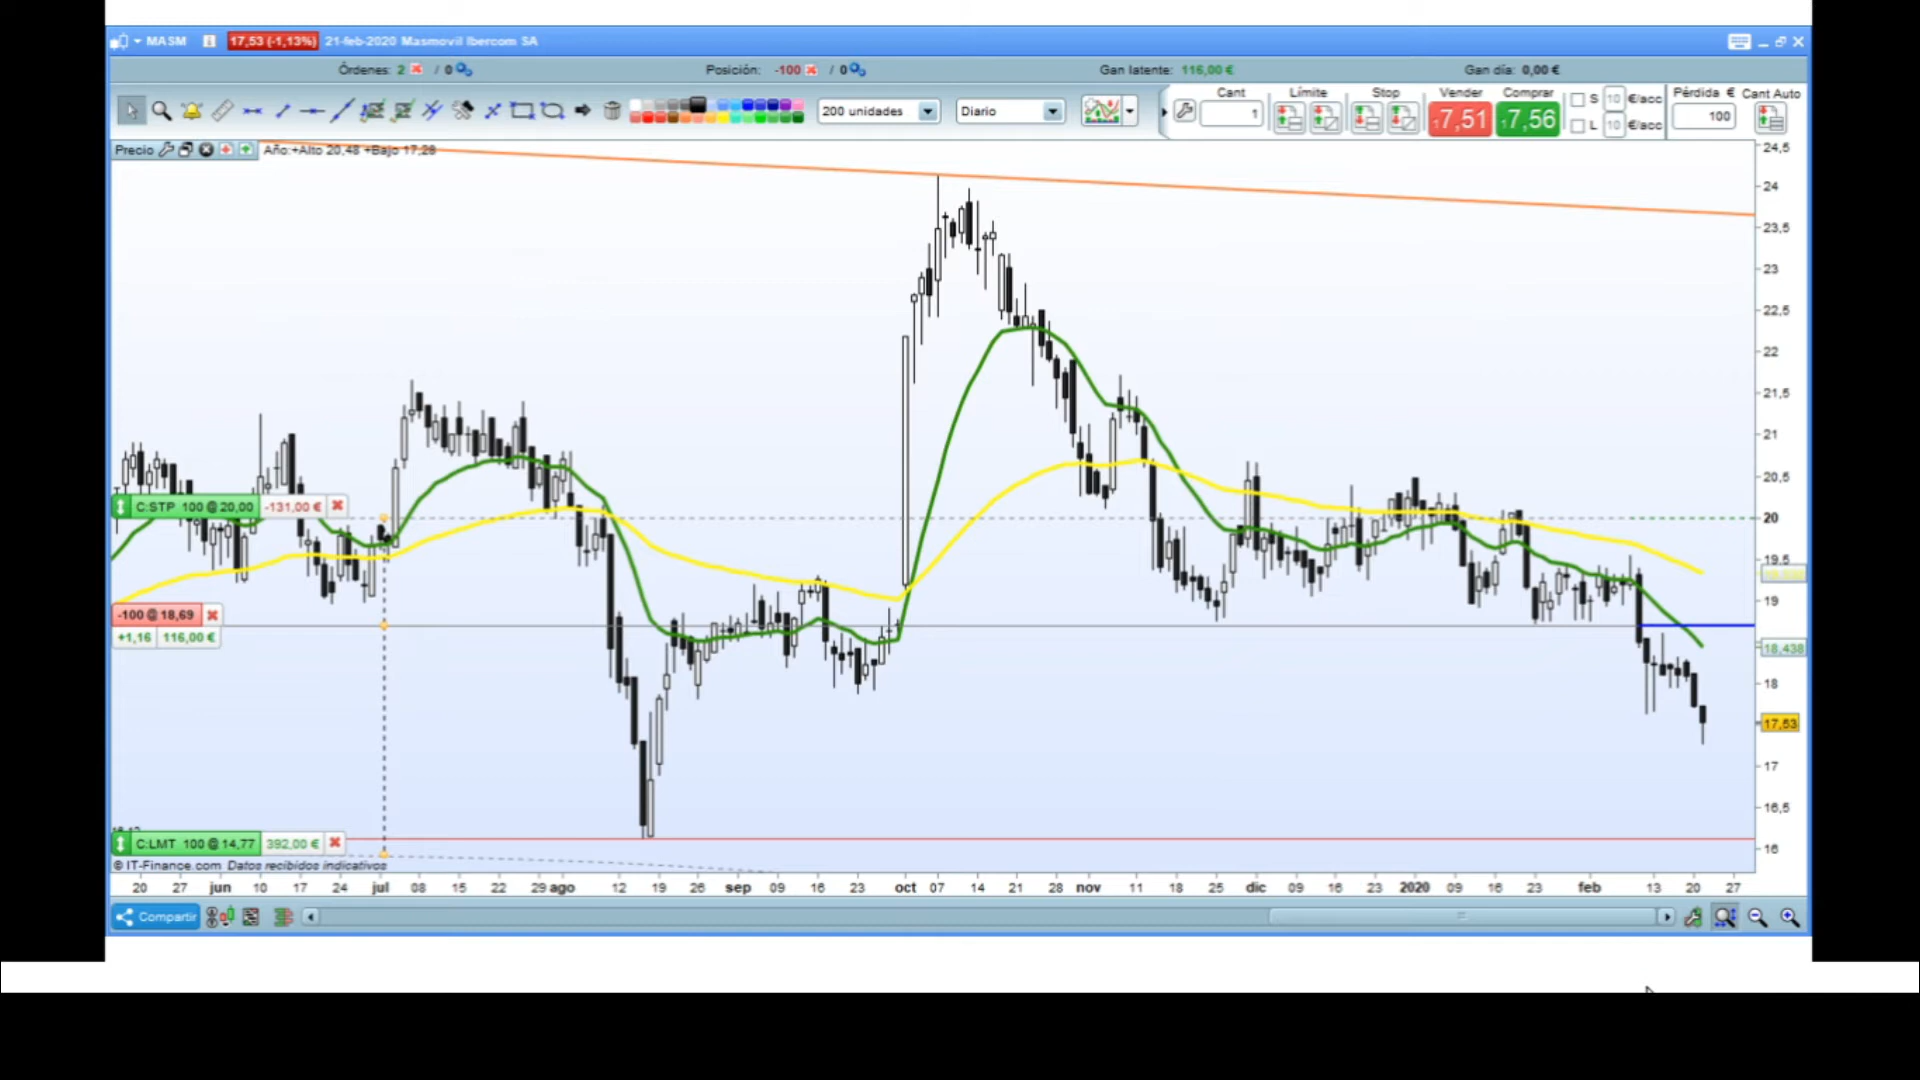 MASM 17,53 (-1,13%) 21-feb-2020 Masmovil Ibercom SA
Órdenes: 2 / 0 Posición: -100 / 0 Gan latente: 116,00 € Gan día: 0,00 €
200 unidades Diario
Cant Límite Stop Vender Comprar Pérdida € Cant Auto
1 17,51 17,56 100
S 10 €/acc
L 10 €/acc
Precio Año:+Alto 20,48 +Bajo 17,26
24,5
24
23,5
23
22,5
22
21,5
21
20,5
C:STP 100 @ 20,00 -131,00 €
20
19,5
19
-100 @ 18,69
+1,16 116,00 €
18,438
18
17,53
17
16,5
C:LMT 100 @ 14,77 392,00 €
16
© IT-Finance.com Datos recibidos indicativos
20 27 jun 10 17 24 jul 08 15 22 29 ago 12 19 26 sep 09 16 23 oct 07 14 21 28 nov 11 18 25 dic 09 16 23 2020 09 16 23 feb 13 20 27
Compartir